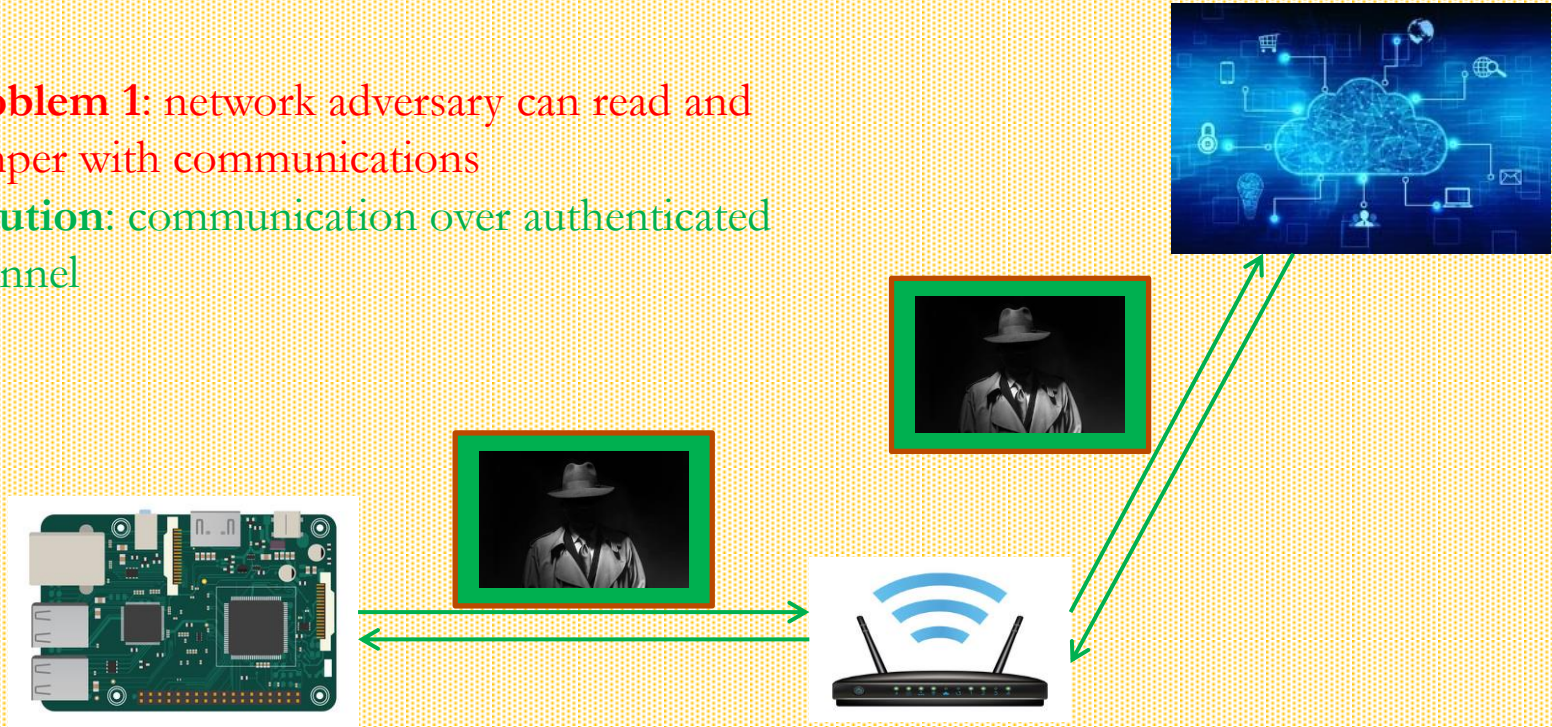 oblem 1: network adversary can read and
nper with communications
ution: communication over authenticated
nnel